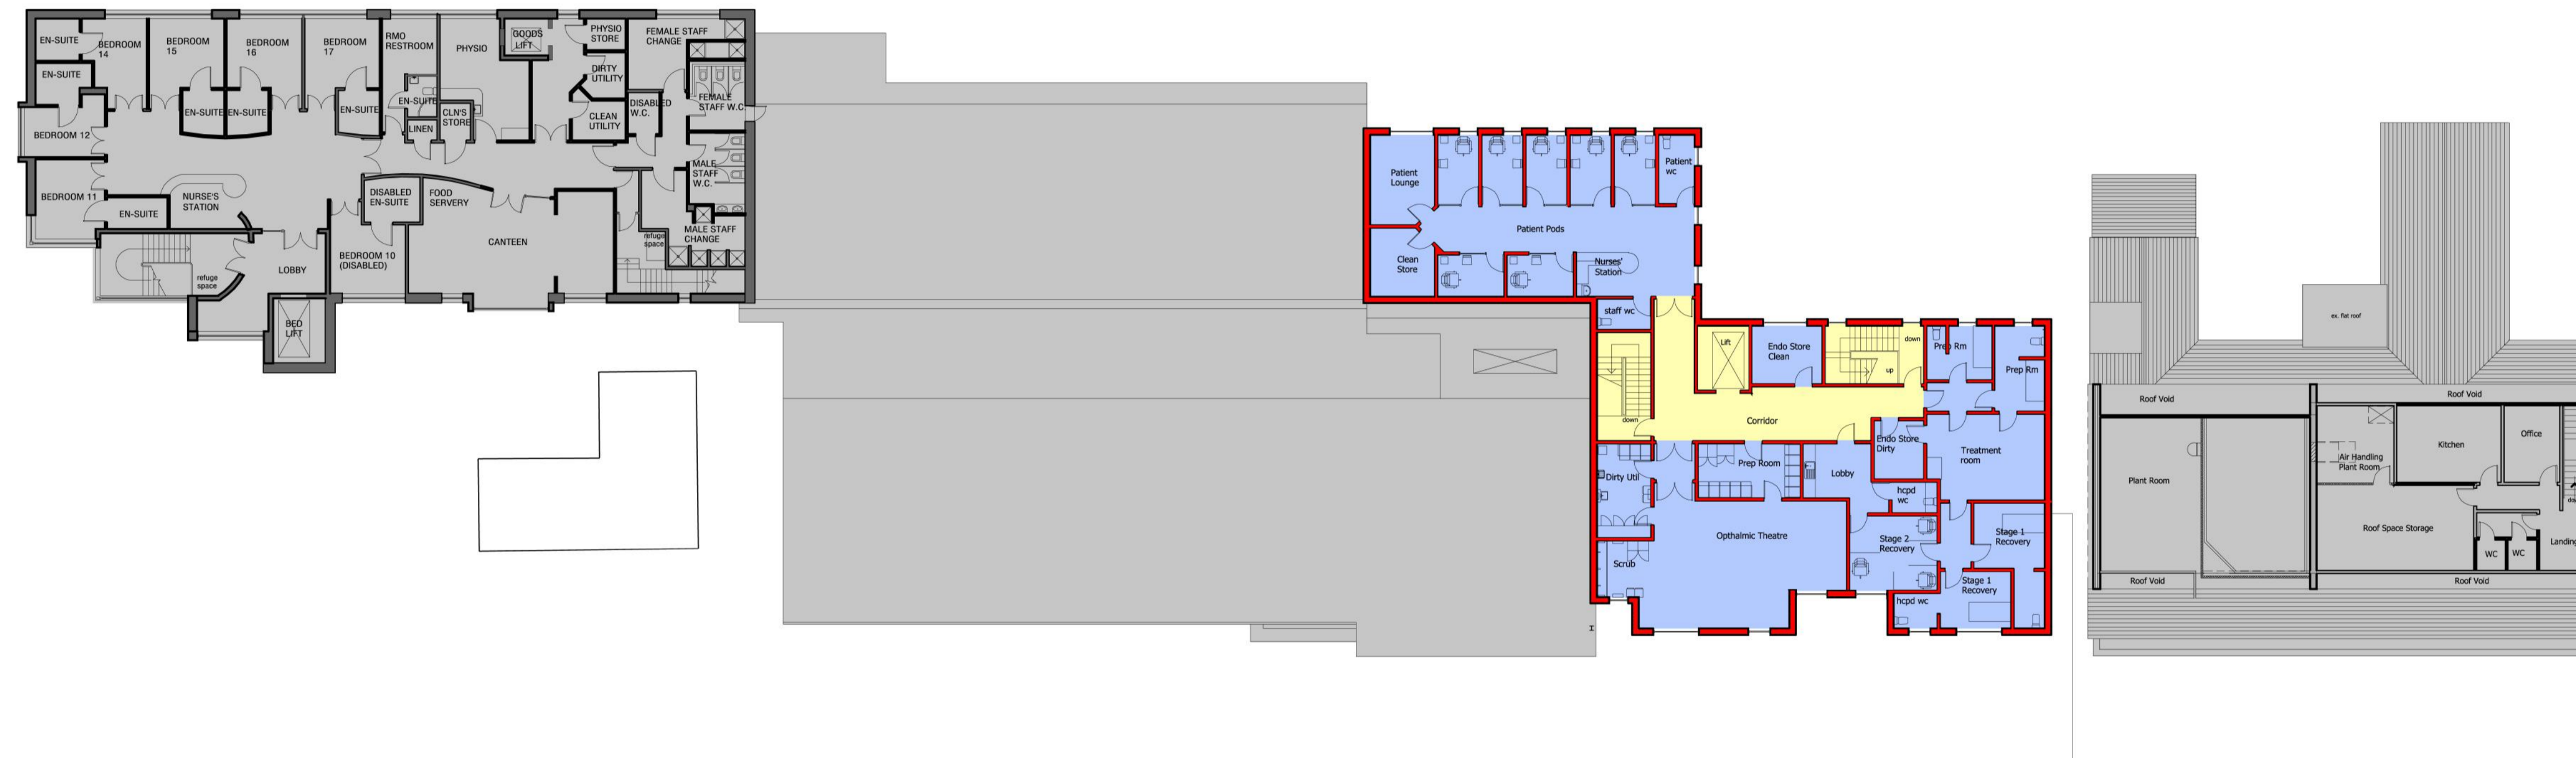 EN-SUITE
BEDROOM
14
BEDROOM
15
BEDROOM
16
BEDROOM
17
RMO
RESTROOM
PHYSIO
GOODS
LIFT
PHYSIO
STORE
FEMALE STAFF
CHANGE
EN-SUITE
DIRTY
UTILITY
EN-SUITE
EN-SUITE
EN-SUITE
EN-SUITE
CLN'S
STORE
DISABLED
W.C.
FEMALE
STAFF W.C.
CLEAN
UTILITY
LINEN
BEDROOM 12
MALE
STAFF
W.C.
BEDROOM 11
EN-SUITE
NURSE'S
STATION
DISABLED
EN-SUITE
FOOD
SERVERY
CANTEEN
refuge
space
MALE STAFF
CHANGE
BEDROOM 10
(DISABLED)
LOBBY
refuge
space
BED
LIFT
Patient
Lounge
Patient
wc
Patient Pods
Clean
Store
Nurses'
Station
staff wc
Lift
Endo Store
Clean
down
up
Prep Rm
Prep Rm
down
Corridor
Endo Store
Dirty
Treatment
room
Dirty Util
Prep Room
Lobby
hcpd
wc
Opthalmic Theatre
Stage 2
Recovery
Stage 1
Recovery
Scrub
Stage 1
Recovery
hcpd wc
H
ex. flat roof
Roof Void
Roof Void
Plant Room
Air Handling
Plant Room
Kitchen
Office
Roof Space Storage
WC
WC
Landing
Roof Void
Roof Void